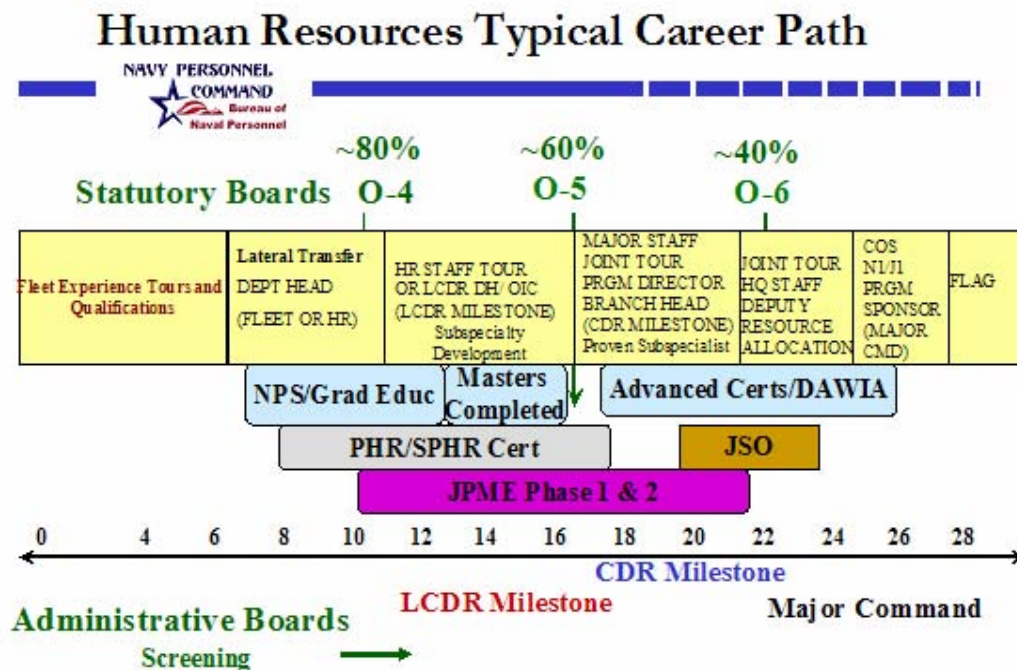 Human Resources Typical Career Path
NAVY PERSONNEL
COMMAND
Bureau of
Naval Personnel
~80% ~60% ~40%
Statutory Boards O-4 O-5 O-6
Fleet Experience Tours and
Qualifications
Lateral Transfer
DEPT HEAD
(FLEET OR HR)
HR STAFF TOUR
OR LCDR DH/ OIC
(LCDR MILESTONE)
Subspecialty
Development
MAJOR STAFF
JOINT TOUR
PRGM DIRECTOR
BRANCH HEAD
(CDR MILESTONE)
Proven Subspecialist
JOINT TOUR
HQ STAFF
DEPUTY
RESOURCE
ALLOCATION
COS
N1/J1
PRGM
SPONSOR
(MAJOR
CMD)
FLAG
NPS/Grad Educ
Masters
Completed
Advanced Certs/DAWIA
PHR/SPHR Cert
JSO
JPME Phase 1 & 2
0 4 6 8 10 12 14 16 18 20 22 24 26 28
CDR Milestone
LCDR Milestone
Major Command
Administrative Boards
Screening